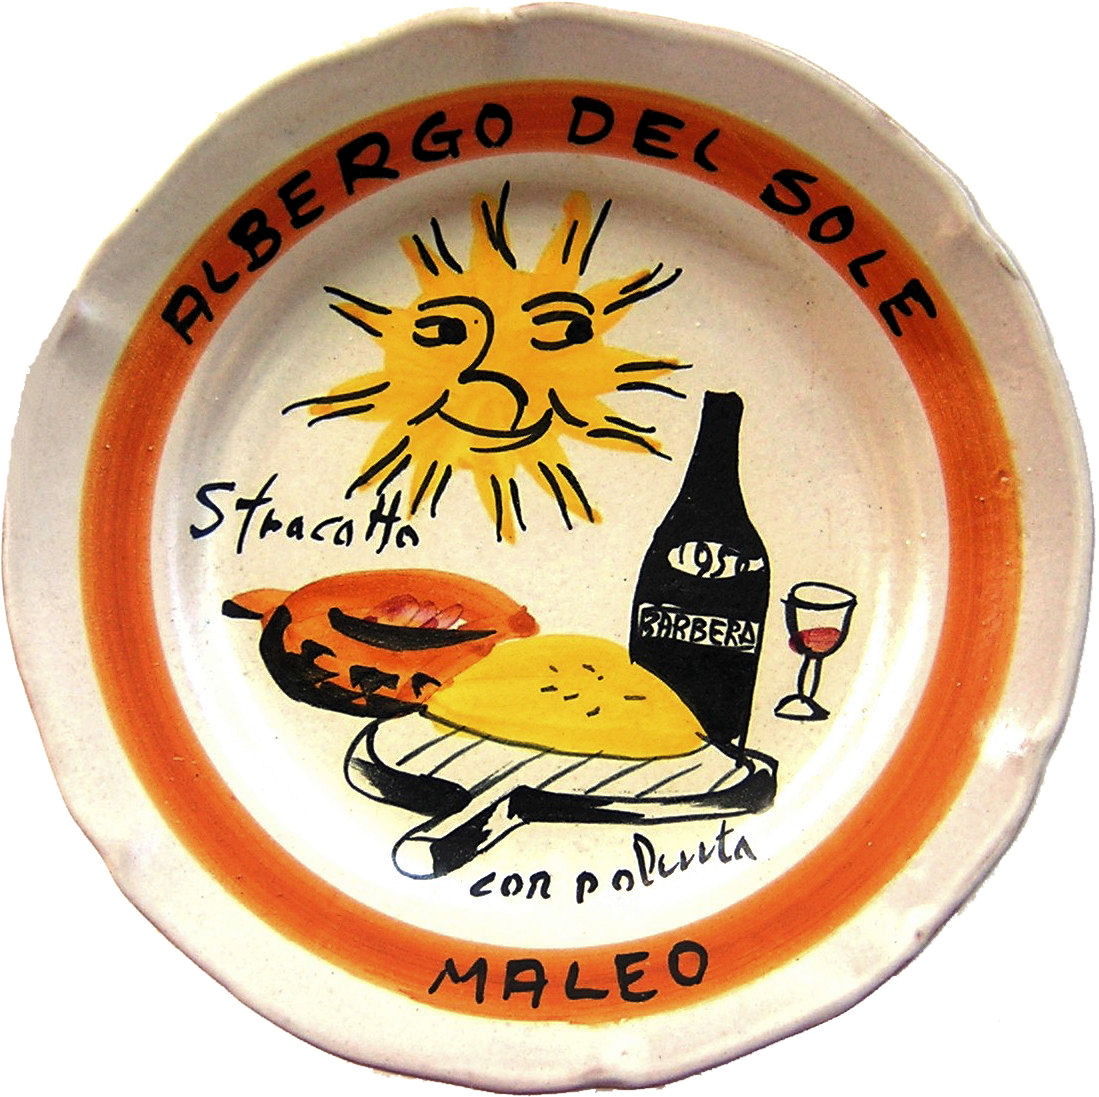 ALBERGO DEL SOLE
Stracotto
1950
BARBERA
con polenta
MALEO